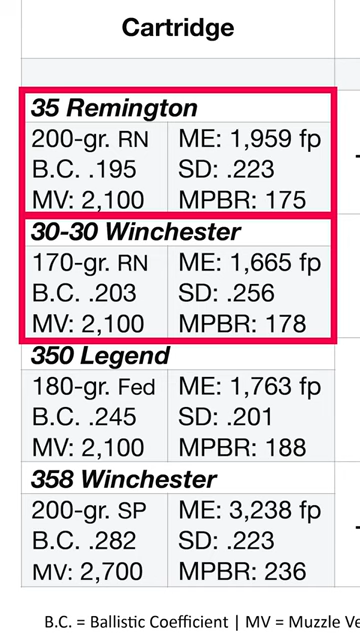 Cartridge
35 Remington
200-gr. RN ME: 1,959 fp
B.C. .195 SD: .223
MV: 2,100 MPBR: 175
30-30 Winchester
170-gr. RN ME: 1,665 fp
B.C. .203 SD: .256
MV: 2,100 MPBR: 178
350 Legend
180-gr. Fed ME: 1,763 fp
B.C. .245 SD: .201
MV: 2,100 MPBR: 188
358 Winchester
200-gr. SP ME: 3,238 fp
B.C. .282 SD: .223
MV: 2,700 MPBR: 236
B.C. = Ballistic Coefficient | MV = Muzzle Ve